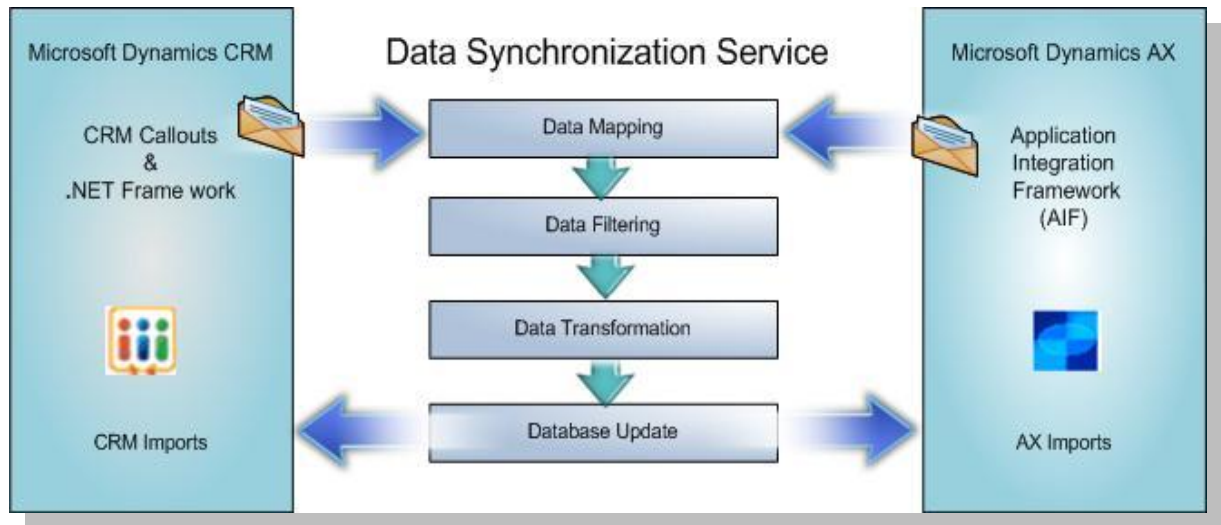 Microsoft Dynamics CRM
CRM Callouts
&
.NET Frame work
CRM Imports
Data Synchronization Service
Data Mapping
Data Filtering
Data Transformation
Database Update
Microsoft Dynamics AX
Application
Integration
Framework
(AIF)
AX Imports